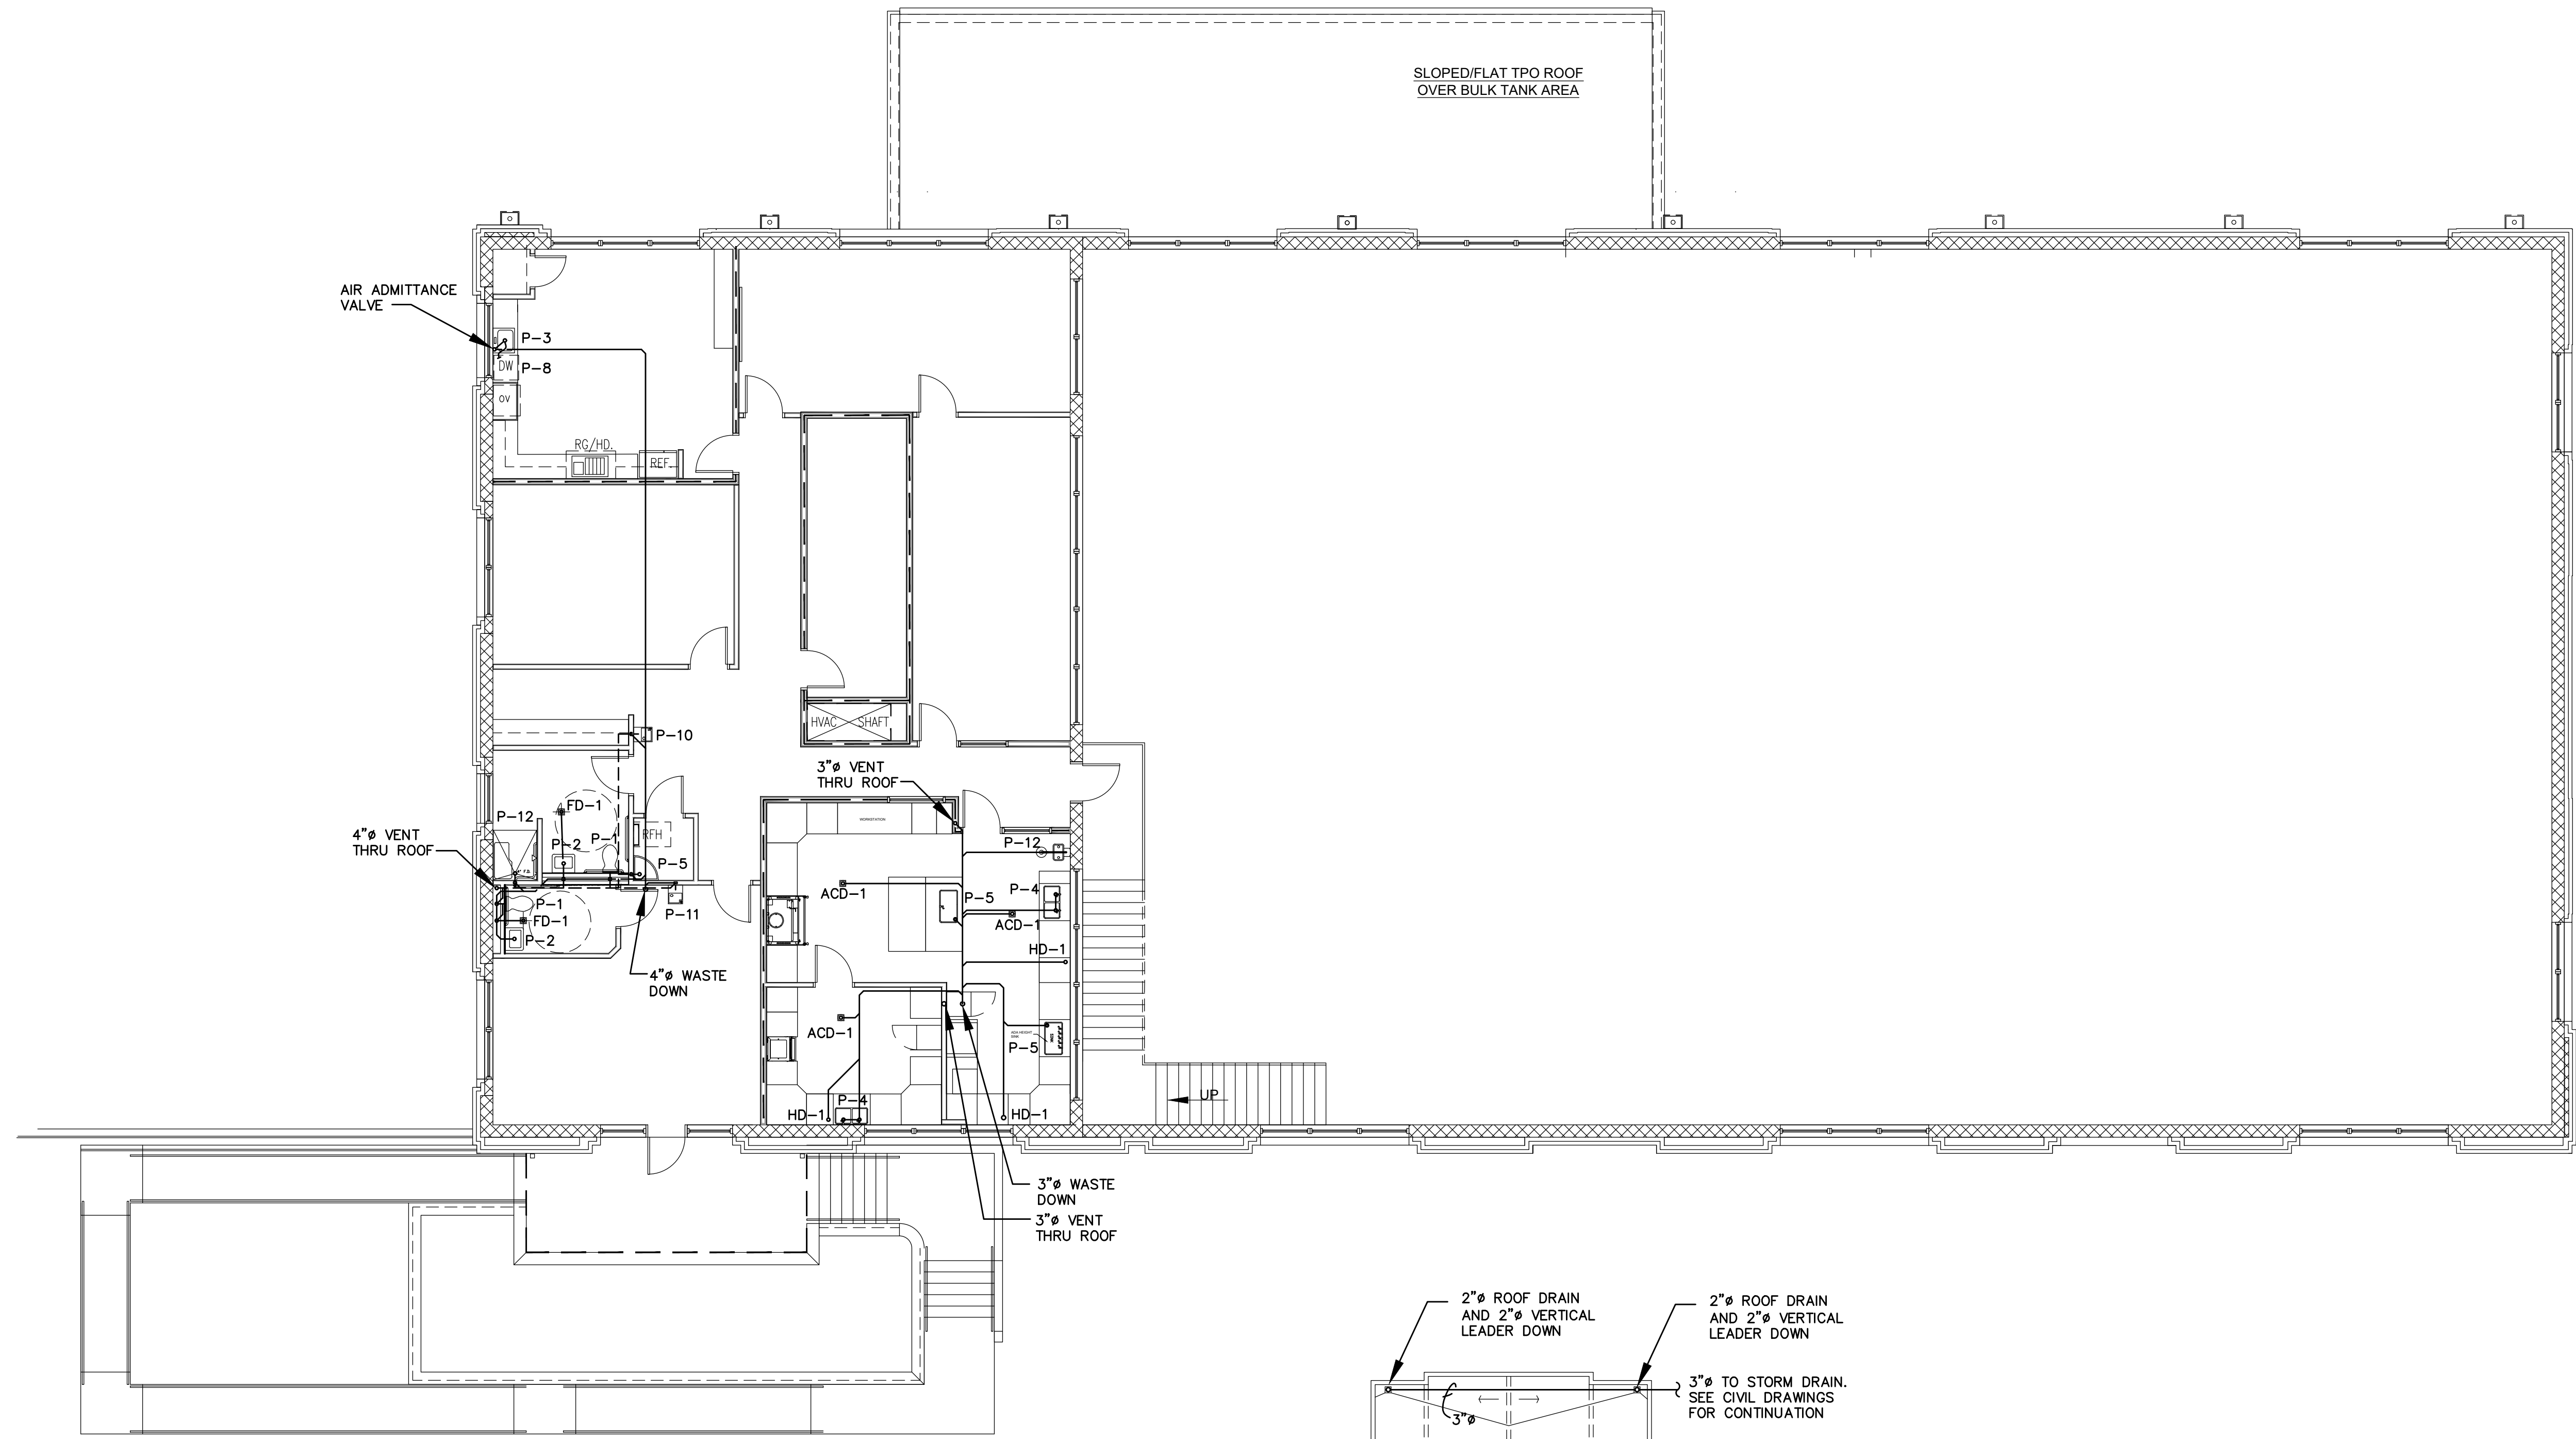 SLOPED/FLAT TPO ROOF
OVER BULK TANK AREA
AIR ADMITTANCE
VALVE
P-3
DW
P-8
OV
RG/HD.
REF.
HVAC SHAFT
P-10
3"ø VENT
THRU ROOF
FD-1
P-12
4"ø VENT
THRU ROOF
P-2
P-1
RFH
P-5
WORKSTATION
P-12
ACD-1
P-4
P-5
P-1
P-11
FD-1
ACD-1
P-2
HD-1
4"ø WASTE
DOWN
ACD-1
ADA HEIGHT
SINK
P-5
P-4
HD-1
HD-1
UP
3"ø WASTE
DOWN
3"ø VENT
THRU ROOF
2"ø ROOF DRAIN
AND 2"ø VERTICAL
LEADER DOWN
2"ø ROOF DRAIN
AND 2"ø VERTICAL
LEADER DOWN
3"ø TO STORM DRAIN.
SEE CIVIL DRAWINGS
FOR CONTINUATION
3"ø